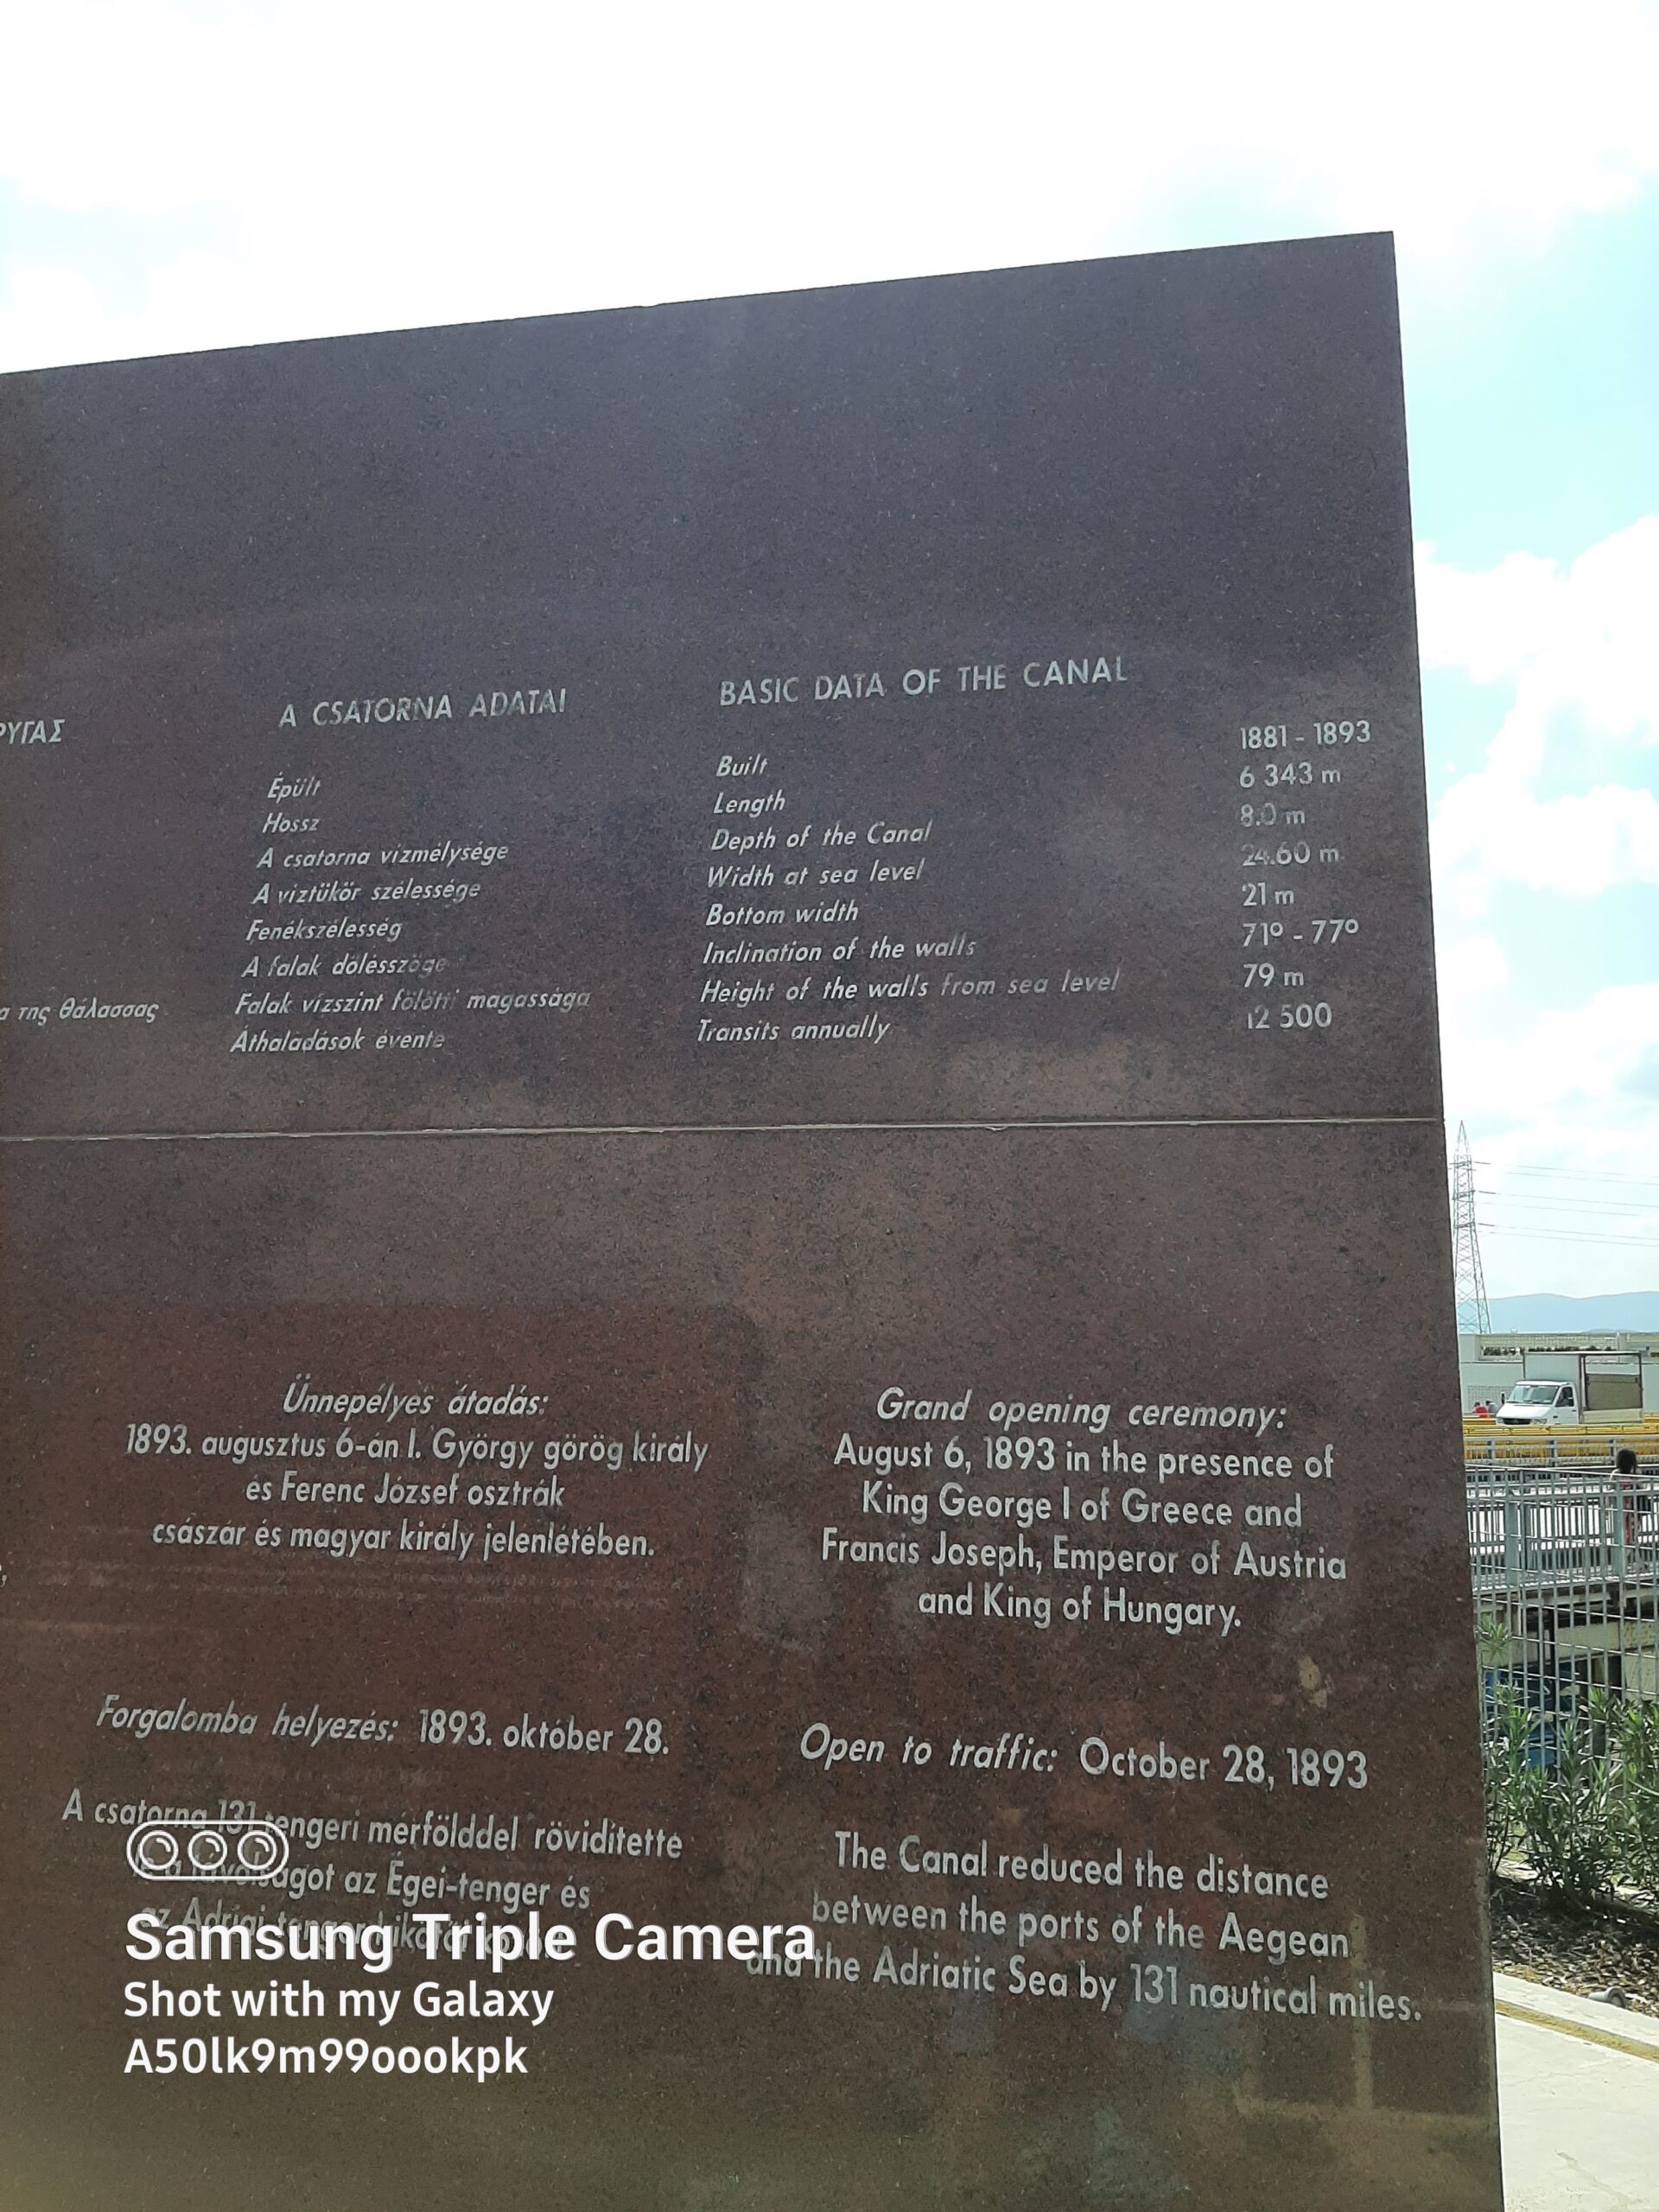 ΡΥΓΑΣ
α της θάλασσας
A CSATORNA ADATAI
Épült
Hossz
A csatorna vízmélysége
A víztükör szélessége
Fenékszélesség
A falak dölésszöge
Falak vízszint fölötti magassága
Áthaladások évente
BASIC DATA OF THE CANAL
Built 1881 - 1893
Length 6 343 m
Depth of the Canal 8.0 m
Width at sea level 24.60 m
Bottom width 21 m
Inclination of the walls 71° - 77°
Height of the walls from sea level 79 m
Transits annually 12 500
Ünnepélyes átadás:
1893. augusztus 6-án I. György görög király
és Ferenc József osztrák
császár és magyar király jelenlétében.
Forgalomba helyezés: 1893. október 28.
A csatorna 131 tengeri mérfölddel rövidítette
az Égei-tenger és
az
Grand opening ceremony:
August 6, 1893 in the presence of
King George I of Greece and
Francis Joseph, Emperor of Austria
and King of Hungary.
Open to traffic: October 28, 1893
The Canal reduced the distance
between the ports of the Aegean
and the Adriatic Sea by 131 nautical miles.
Samsung Triple Camera
Shot with my Galaxy
A50lk9m99oookpk